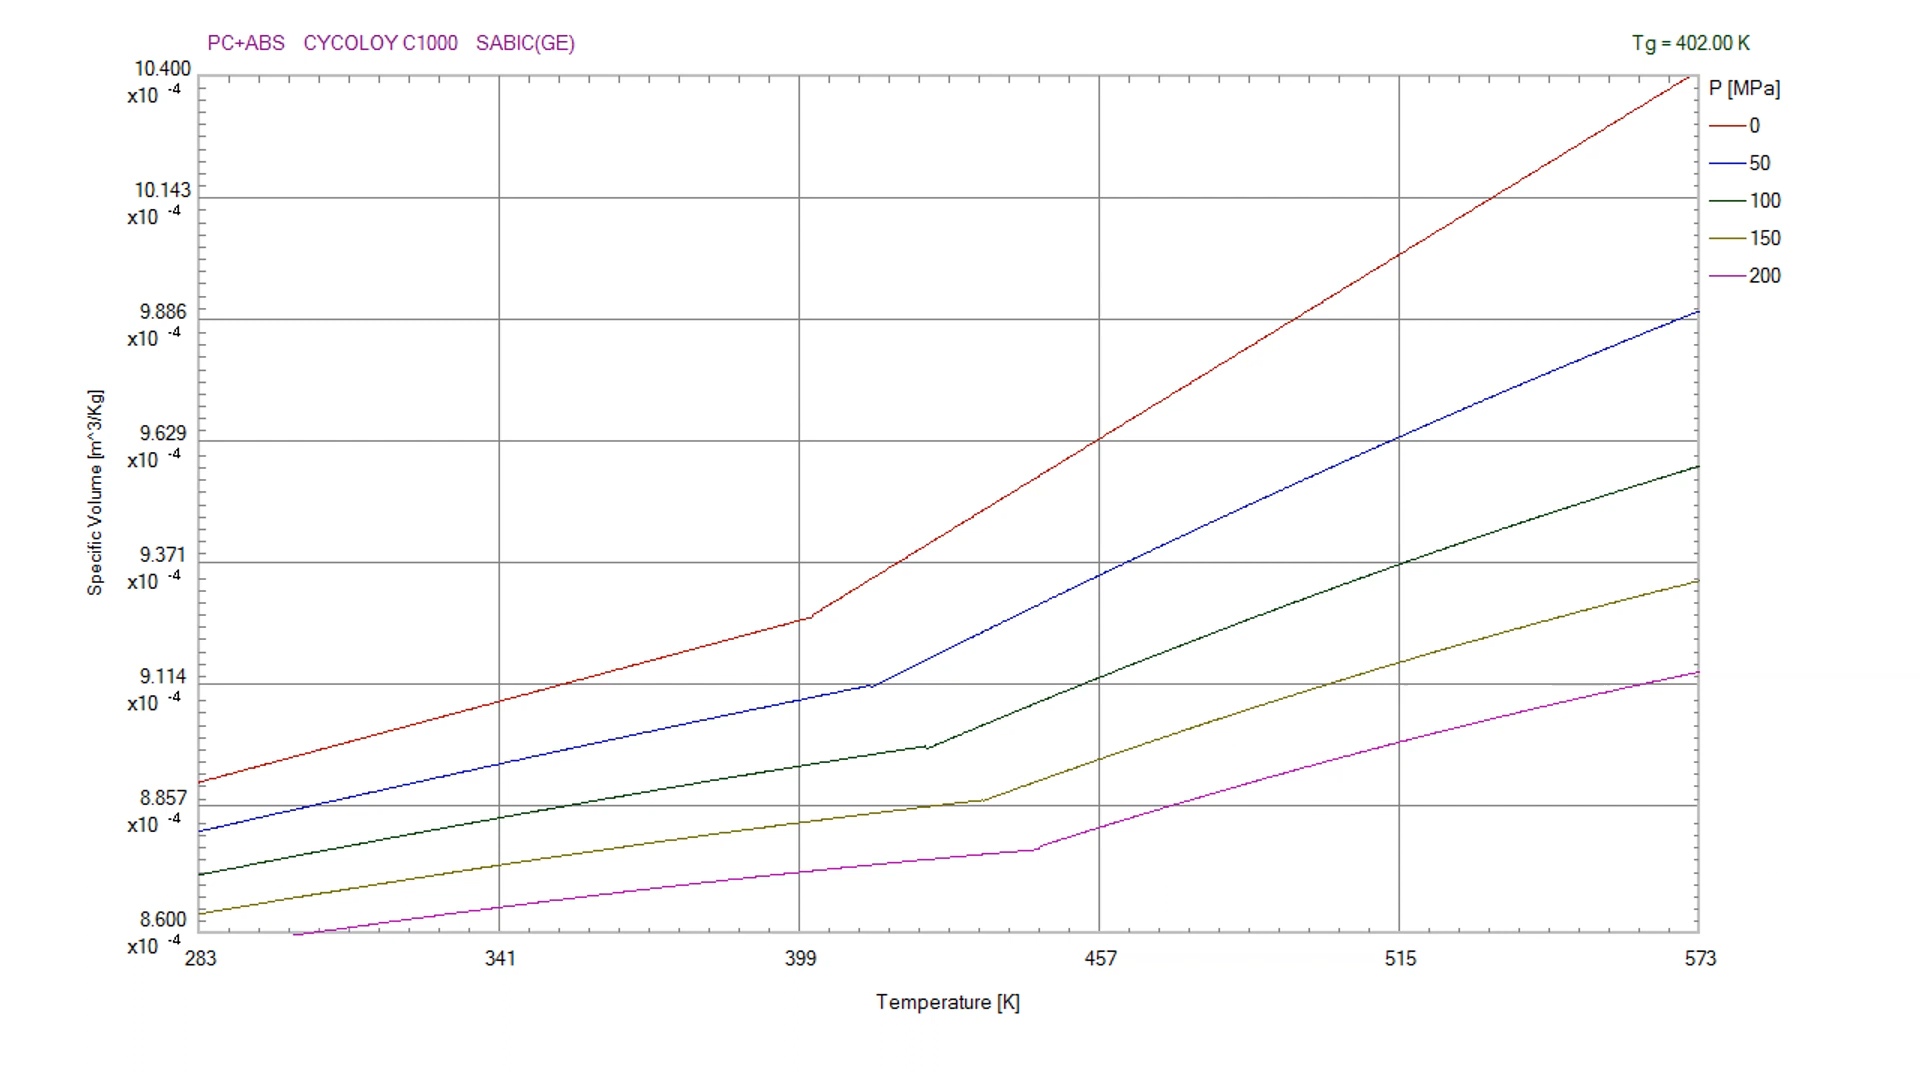 PC+ABS CYCOLOY C1000 SABIC(GE)
Tg = 402.00 K
10.400
x10 -4
10.143
x10 -4
9.886
x10 -4
9.629
x10 -4
9.371
x10 -4
9.114
x10 -4
8.857
x10 -4
8.600
x10 -4
Specific Volume [m^3/Kg]
P [MPa]
0
50
100
150
200
283 341 399 457 515 573
Temperature [K]